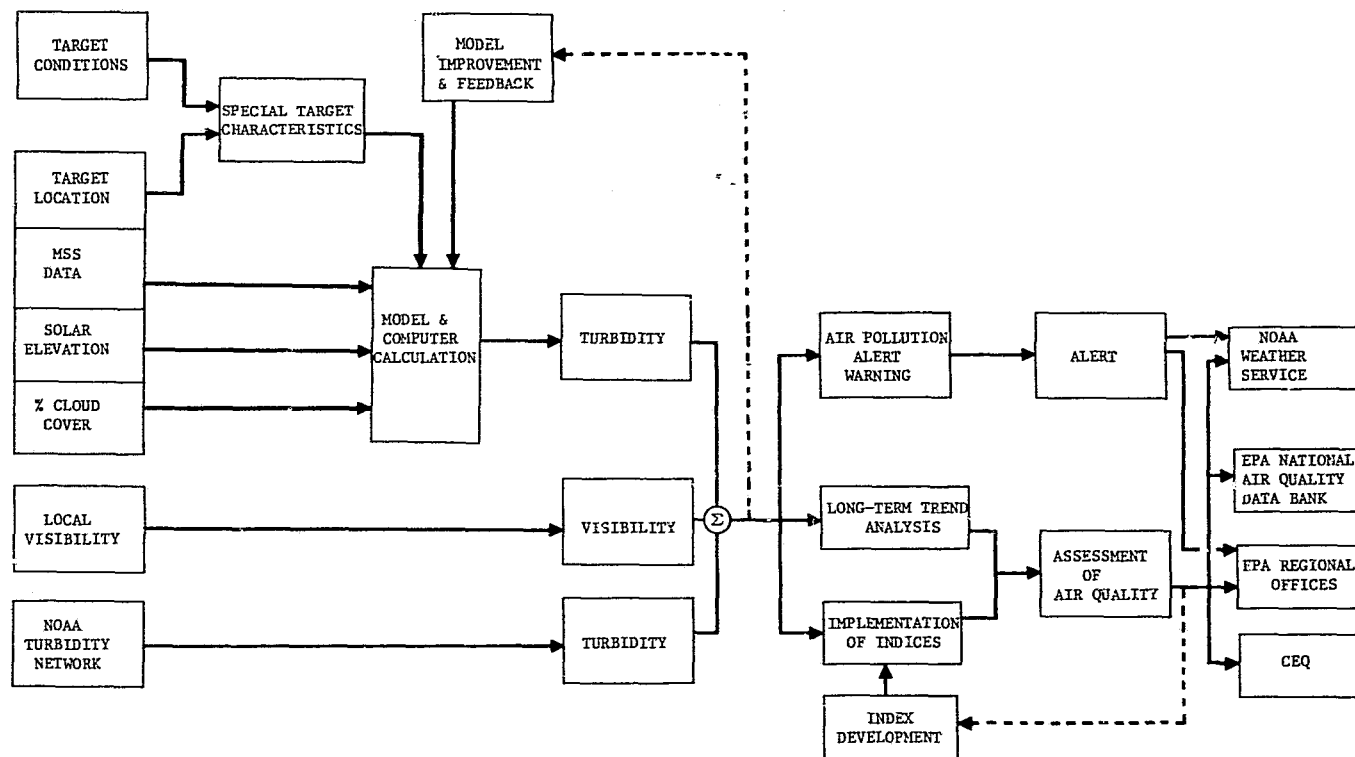 TARGET
CONDITIONS
MODEL
IMPROVEMENT
& FEEDBACK
SPECIAL TARGET
CHARACTERISTICS
TARGET
LOCATION
MSS
DATA
SOLAR
ELEVATION
% CLOUD
COVER
MODEL &
COMPUTER
CALCULATION
TURBIDITY
AIR POLLUTION
ALERT
WARNING
ALERT
NOAA
WEATHER
SERVICE
EPA NATIONAL
AIR QUALITY
DATA BANK
LOCAL
VISIBILITY
VISIBILITY
Σ
LONG-TERM TREND
ANALYSIS
ASSESSMENT
OF
AIR QUALITY
EPA REGIONAL
OFFICES
NOAA
TURBIDITY
NETWORK
TURBIDITY
IMPLEMENTATION
OF INDICES
CEQ
INDEX
DEVELOPMENT